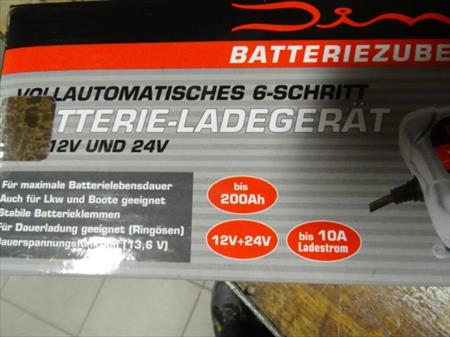 BATTERIEZUBE
VOLLAUTOMATISCHES 6-SCHRITT
TTERIE-LADEGERÄT
12V UND 24V
Für maximale Batterielebensdauer
Auch für Lkw und Boote geeignet
Stabile Batterieklemmen
Für Dauerladung geeignet (Ringösen)
Dauerspannungsfunktion (13,6 V)
bis
200Ah
12V+24V
bis 10A
Ladestrom